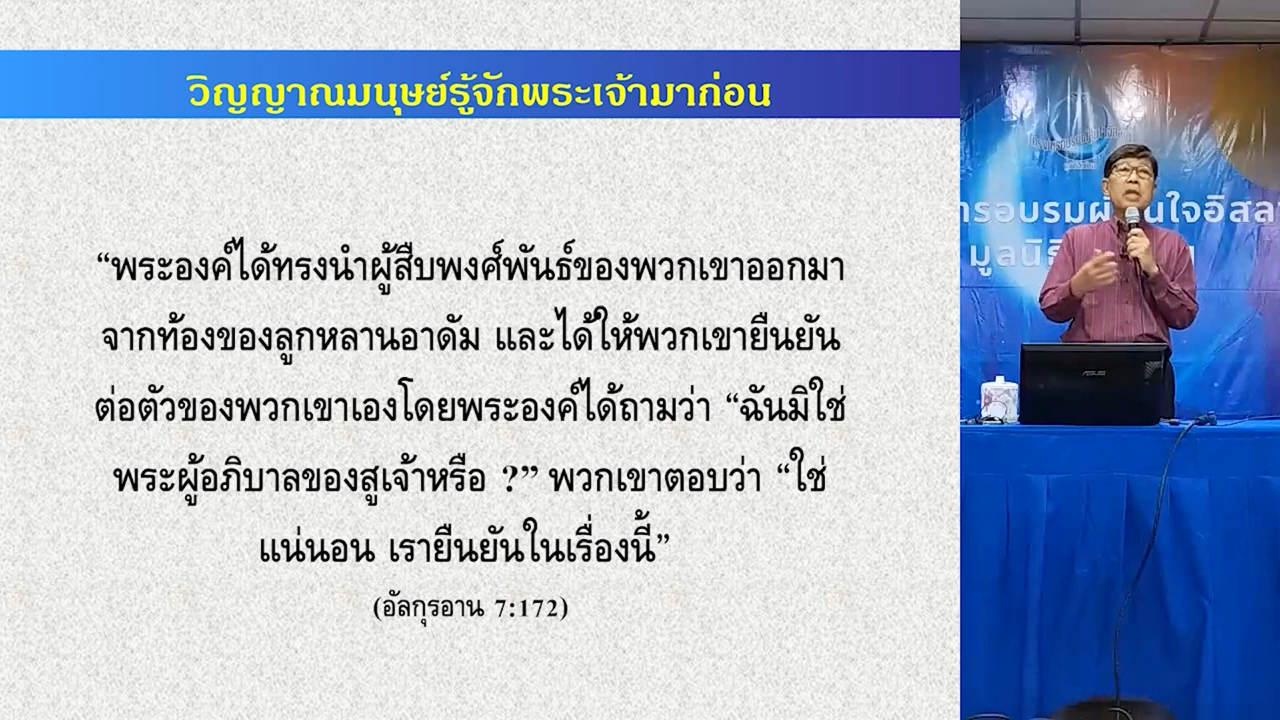 วิญญาณมนุษย์รู้จักพระเจ้ามาก่อน
“พระองค์ได้ทรงนำผู้สืบพงศ์พันธ์ของพวกเขาออกมา
จากท้องของลูกหลานอาดัม และได้ให้พวกเขายืนยัน
ต่อตัวของพวกเขาเองโดยพระองค์ได้ถามว่า “ฉันมิใช่
พระผู้อภิบาลของสูเจ้าหรือ ?” พวกเขาตอบว่า “ใช่
แน่นอน เรายืนยันในเรื่องนี้”
(อัลกุรอาน 7:172)
ASUS